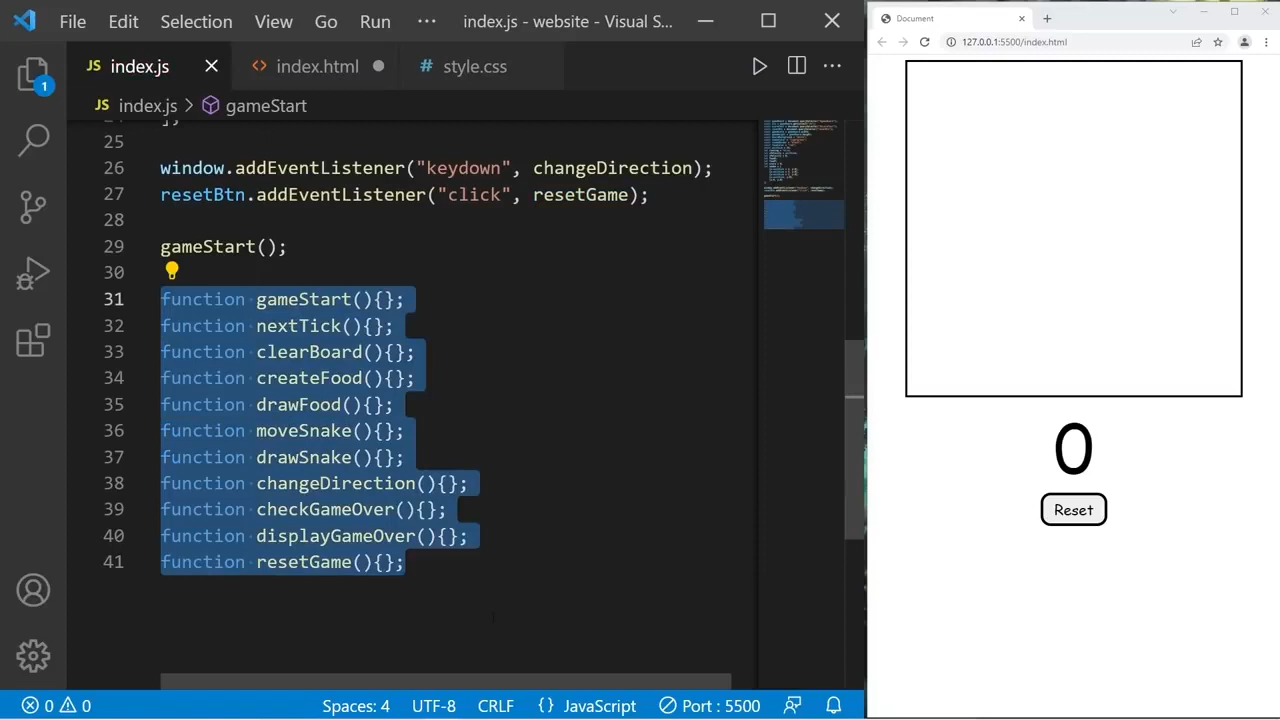 File Edit Selection View Go Run ··· index.js - website - Visual S...
JS index.js
<> index.html
# style.css
1
JS index.js > gameStart
25
26 window.addEventListener("keydown", changeDirection);
27 resetBtn.addEventListener("click", resetGame);
28
29 gameStart();
30
31 function gameStart(){};
32 function nextTick(){};
33 function clearBoard(){};
34 function createFood(){};
35 function drawFood(){};
36 function moveSnake(){};
37 function drawSnake(){};
38 function changeDirection(){};
39 function checkGameOver(){};
40 function displayGameOver(){};
41 function resetGame(){};
0 0 Spaces: 4 UTF-8 CRLF {} JavaScript Port : 5500
Document
127.0.0.1:5500/index.html
0
Reset